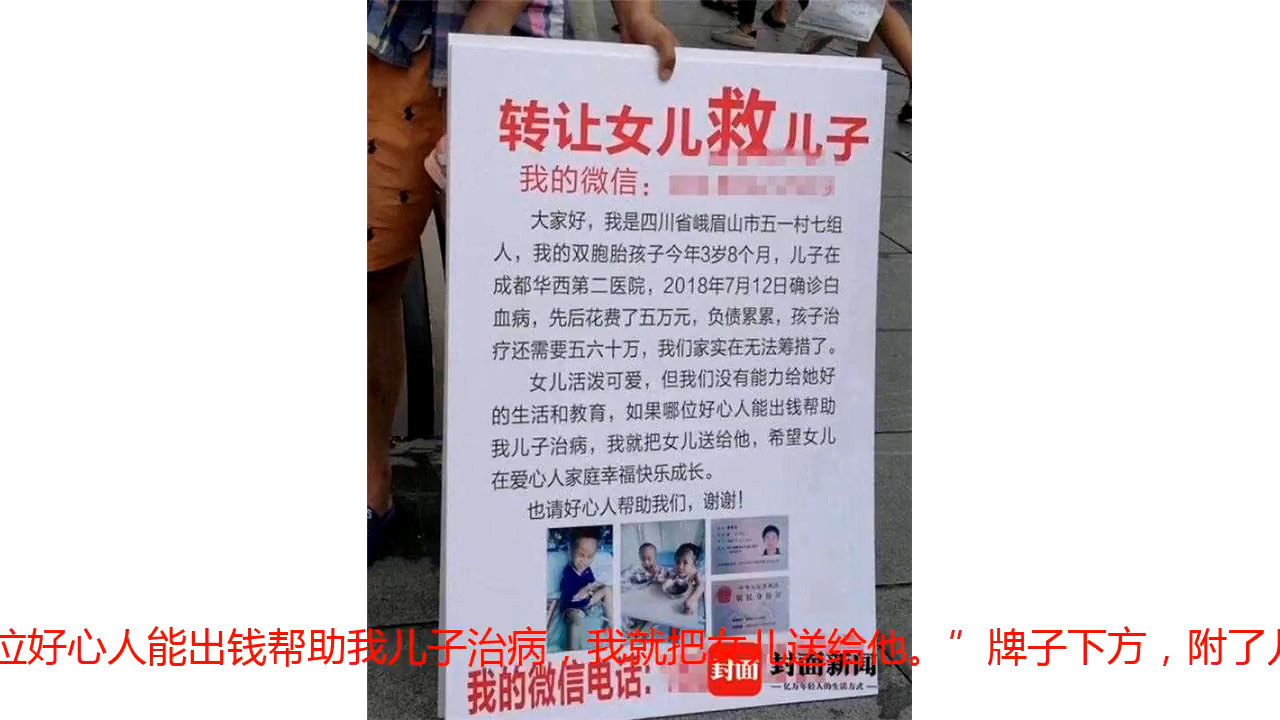 转让女儿救儿子
我的微信：
大家好，我是四川省峨眉山市五一村七组
人，我的双胞胎孩子今年3岁8个月，儿子在
成都华西第二医院，2018年7月12日确诊白
血病，先后花费了五万元，负债累累，孩子治
疗还需要五六十万，我们家实在无法筹措了。
女儿活泼可爱，但我们没有能力给她好
的生活和教育，如果哪位好心人能出钱帮助
我儿子治病，我就把女儿送给他，希望女儿
在爱心人家庭幸福快乐成长。
也请好心人帮助我们，谢谢！
位好心人能出钱帮助我儿子治病，我就把女儿送给他。”牌子下方，附了儿
我的微信电话：
封面
封面新闻
亿万年轻人的生活方式